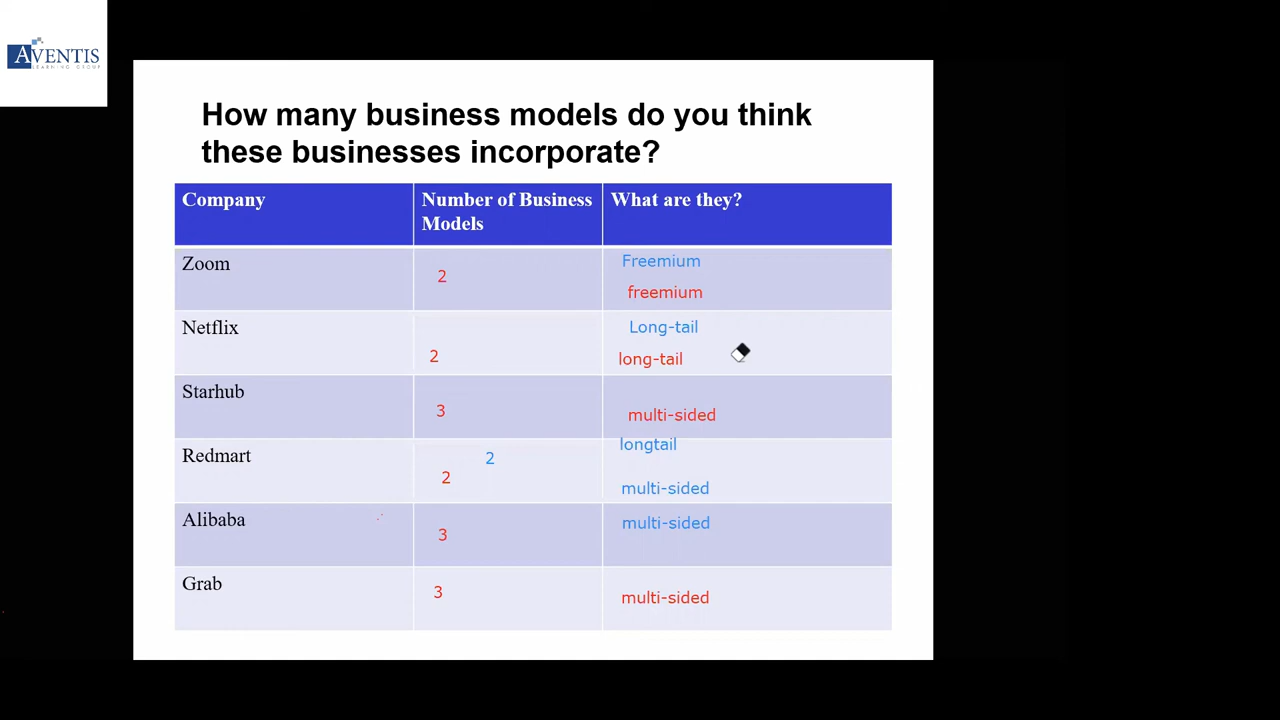 AVENTIS
LEARNING GROUP
How many business models do you think
these businesses incorporate?
Company
Number of Business
Models
What are they?
Zoom
2
Freemium
freemium
Netflix
2
Long-tail
long-tail
Starhub
3
multi-sided
Redmart
2
2
longtail
multi-sided
Alibaba
3
multi-sided
Grab
3
multi-sided